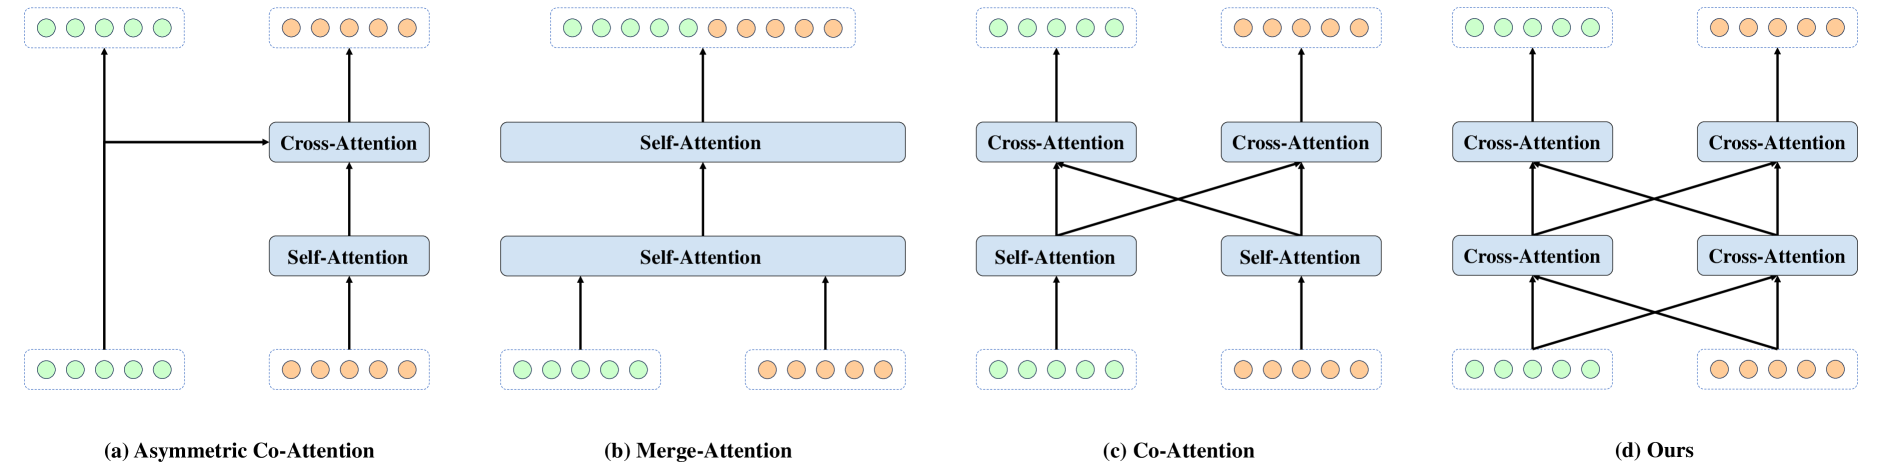 Cross-Attention
Self-Attention
(a) Asymmetric Co-Attention
Self-Attention
Self-Attention
(b) Merge-Attention
Cross-Attention Cross-Attention
Self-Attention Self-Attention
(c) Co-Attention
Cross-Attention Cross-Attention
Cross-Attention Cross-Attention
(d) Ours